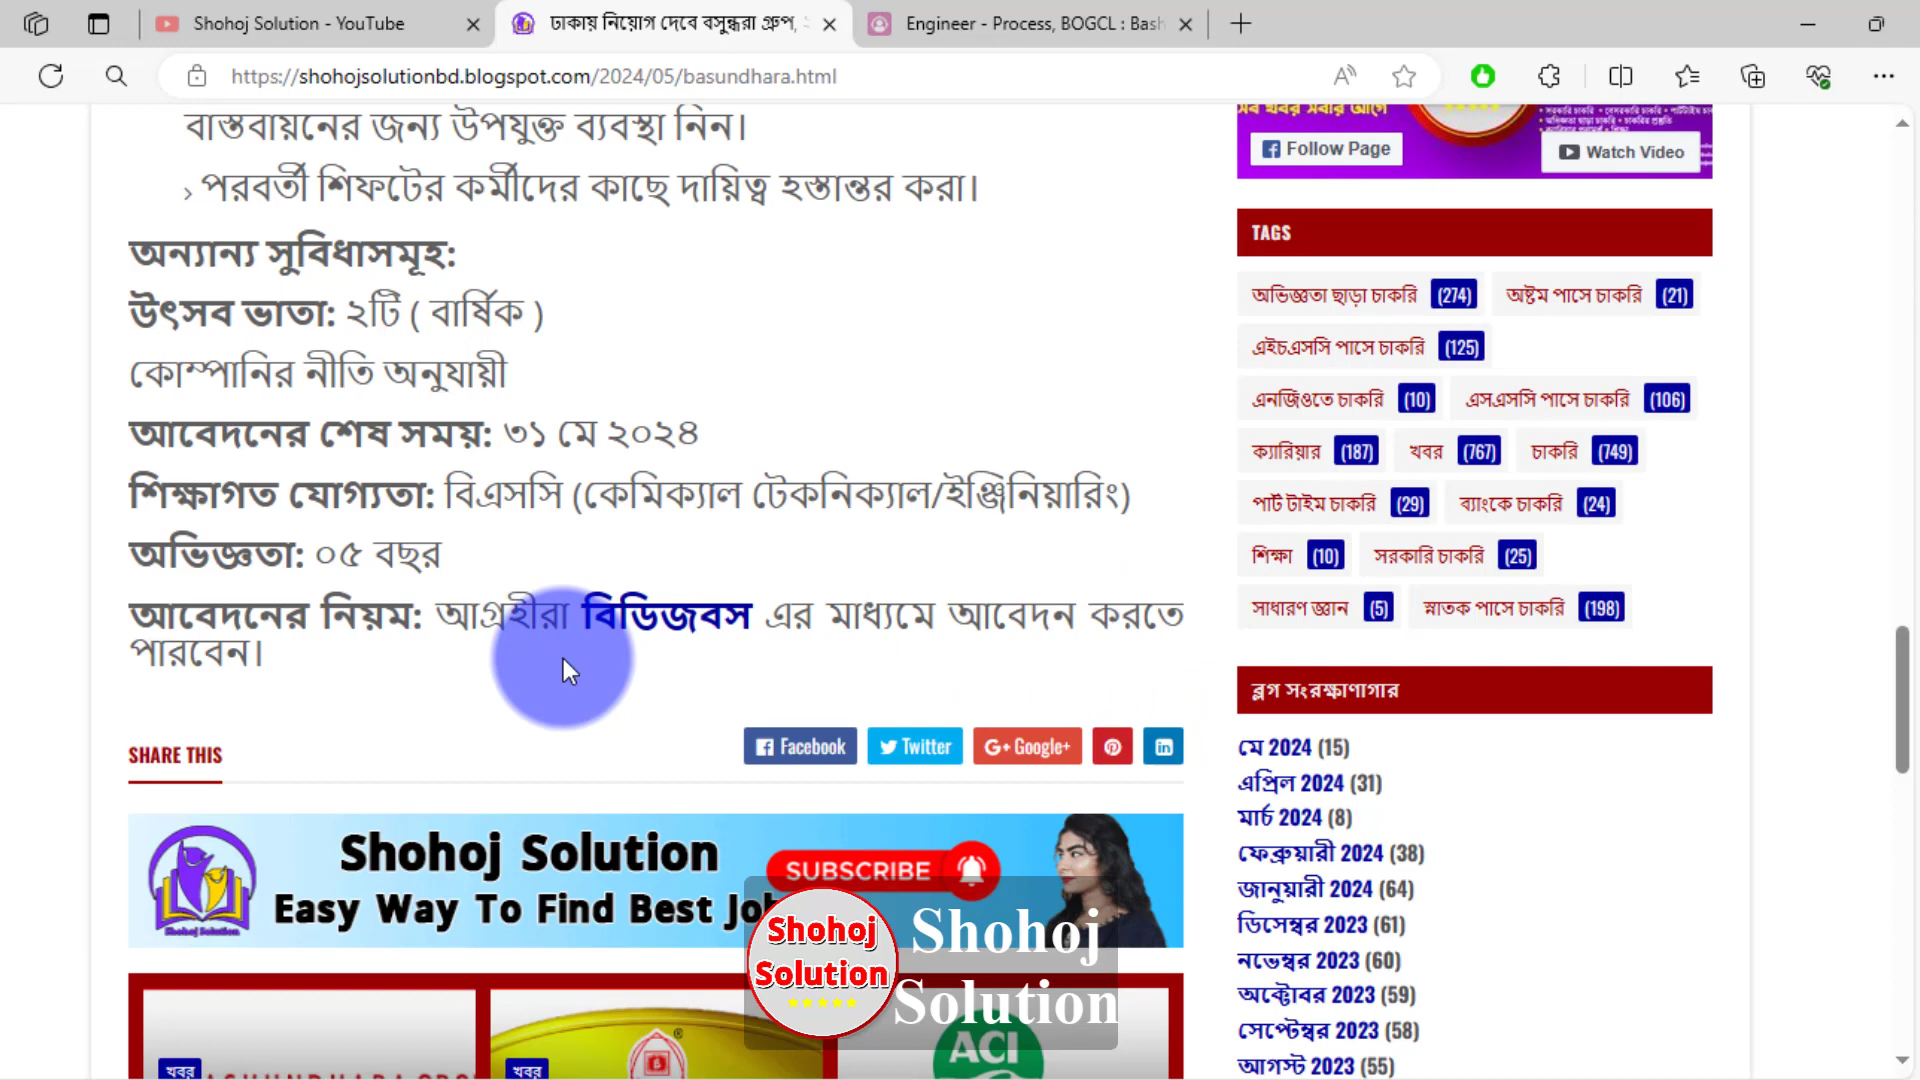 Shohoj Solution - YouTube
ঢাকায় নিয়োগ দেবে বসুন্ধরা গ্রুপ,
Engineer - Process, BOGCL : Bash
https://shohojsolutionbd.blogspot.com/2024/05/basundhara.html
বাস্তবায়নের জন্য উপযুক্ত ব্যবস্থা নিন।
› পরবর্তী শিফটের কর্মীদের কাছে দায়িত্ব হস্তান্তর করা।
অন্যান্য সুবিধাসমূহ:
উৎসব ভাতা: ২টি ( বার্ষিক )
কোম্পানির নীতি অনুযায়ী
আবেদনের শেষ সময়: ৩১ মে ২০২৪
শিক্ষাগত যোগ্যতা: বিএসসি (কেমিক্যাল টেকনিক্যাল/ইঞ্জিনিয়ারিং)
অভিজ্ঞতা: ০৫ বছর
আবেদনের নিয়ম: আগ্রহীরা বিডিজবস এর মাধ্যমে আবেদন করতে
পারবেন।
SHARE THIS
Facebook
Twitter
G+ Google+
Shohoj Solution
Easy Way To Find Best Job
SUBSCRIBE
Shohoj Solution
Shohoj
Solution
Shohoj
Solution
খবর
খবর
ACI
সব খবর সবার আগে
Follow Page
Watch Video
TAGS
অভিজ্ঞতা ছাড়া চাকরি (274) অষ্টম পাসে চাকরি (21)
এইচএসসি পাসে চাকরি (125)
এনজিওতে চাকরি (10) এসএসসি পাসে চাকরি (106)
ক্যারিয়ার (187) খবর (767) চাকরি (749)
পার্ট টাইম চাকরি (29) ব্যাংকে চাকরি (24)
শিক্ষা (10) সরকারি চাকরি (25)
সাধারণ জ্ঞান (5) স্নাতক পাসে চাকরি (198)
ব্লগ সংরক্ষাণাগার
মে 2024 (15)
এপ্রিল 2024 (31)
মার্চ 2024 (8)
ফেব্রুয়ারী 2024 (38)
জানুয়ারী 2024 (64)
ডিসেম্বর 2023 (61)
নভেম্বর 2023 (60)
অক্টোবর 2023 (59)
সেপ্টেম্বর 2023 (58)
আগস্ট 2023 (55)